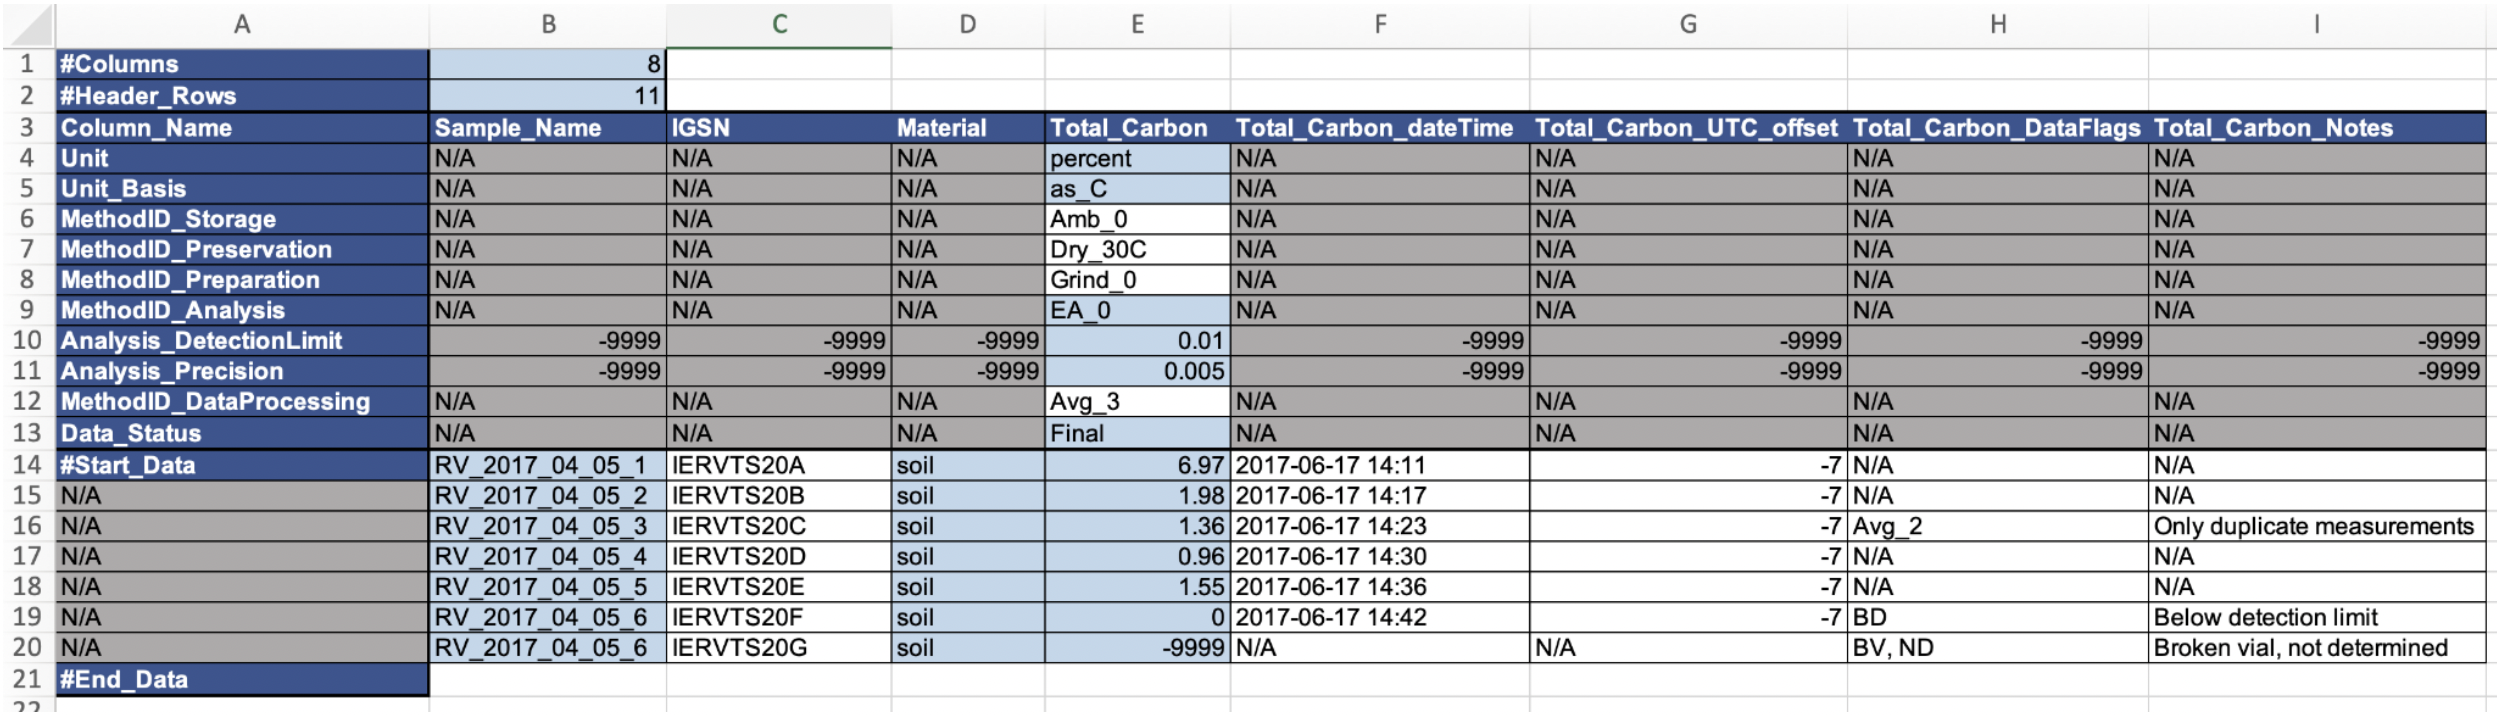 A B C D E F G H I
1 #Columns 8
2 #Header_Rows 11
3 Column_Name Sample_Name IGSN Material Total_Carbon Total_Carbon_dateTime Total_Carbon_UTC_offset Total_Carbon_DataFlags Total_Carbon_Notes
4 Unit N/A N/A N/A percent N/A N/A N/A N/A
5 Unit_Basis N/A N/A N/A as_C N/A N/A N/A N/A
6 MethodID_Storage N/A N/A N/A Amb_0 N/A N/A N/A N/A
7 MethodID_Preservation N/A N/A N/A Dry_30C N/A N/A N/A N/A
8 MethodID_Preparation N/A N/A N/A Grind_0 N/A N/A N/A N/A
9 MethodID_Analysis N/A N/A N/A EA_0 N/A N/A N/A N/A
10 Analysis_DetectionLimit -9999 -9999 -9999 0.01 -9999 -9999 -9999 -9999
11 Analysis_Precision -9999 -9999 -9999 0.005 -9999 -9999 -9999 -9999
12 MethodID_DataProcessing N/A N/A N/A Avg_3 N/A N/A N/A N/A
13 Data_Status N/A N/A N/A Final N/A N/A N/A N/A
14 #Start_Data RV_2017_04_05_1 IERVTS20A soil 6.97 2017-06-17 14:11 -7 N/A N/A
15 N/A RV_2017_04_05_2 IERVTS20B soil 1.98 2017-06-17 14:17 -7 N/A N/A
16 N/A RV_2017_04_05_3 IERVTS20C soil 1.36 2017-06-17 14:23 -7 Avg_2 Only duplicate measurements
17 N/A RV_2017_04_05_4 IERVTS20D soil 0.96 2017-06-17 14:30 -7 N/A N/A
18 N/A RV_2017_04_05_5 IERVTS20E soil 1.55 2017-06-17 14:36 -7 N/A N/A
19 N/A RV_2017_04_05_6 IERVTS20F soil 0 2017-06-17 14:42 -7 BD Below detection limit
20 N/A RV_2017_04_05_6 IERVTS20G soil -9999 N/A N/A BV, ND Broken vial, not determined
21 #End_Data
22